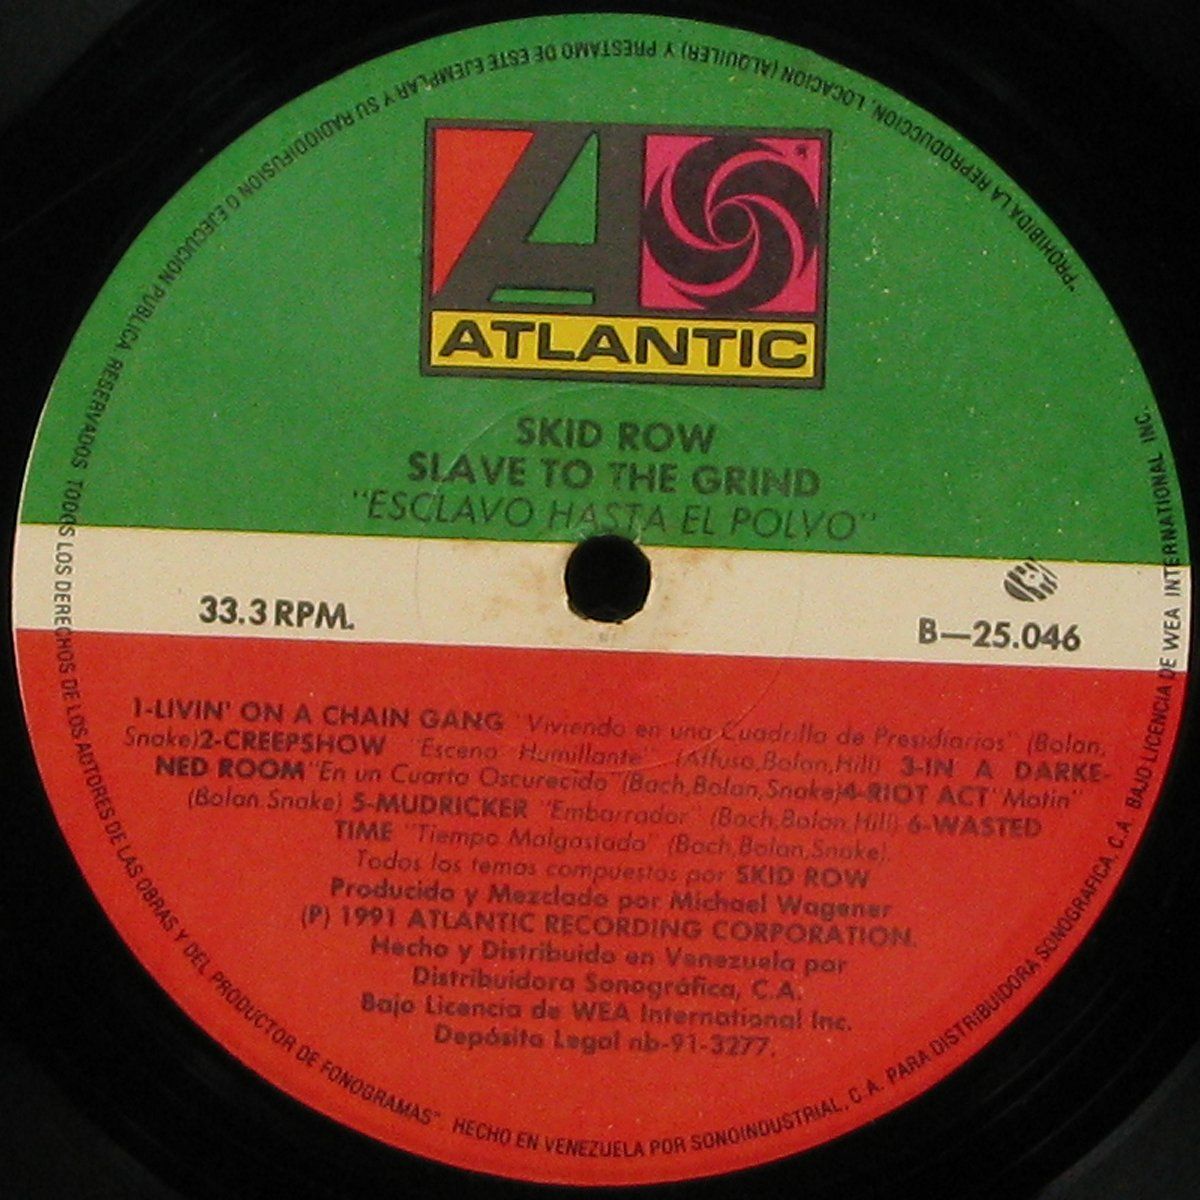 "PROHIBIDA LA REPRODUCCION, LOCACION (ALQUILER) Y PRESTAMO DE ESTE EJEMPLAR Y SU RADIODIFUSION O EJECUCION PUBLICA RESERVADOS TODOS LOS DERECHOS DE LOS AUTORES DE LAS OBRAS Y DEL PRODUCTOR DE FONOGRAMAS" HECHO EN VENEZUELA POR SONOINDUSTRIAL, C.A. PARA DISTRIBUIDORA SONOGRAFICA, C.A. BAJO LICENCIA DE WEA INTERNATIONAL INC.
A
ATLANTIC
SKID ROW
SLAVE TO THE GRIND
"ESCLAVO HASTA EL POLVO"
33.3 RPM.
B—25.046
1-LIVIN' ON A CHAIN GANG "Viviendo en una Cuadrilla de Presidiarios" (Bolan,
Snake)2-CREEPSHOW "Escena Humillante" (Affuso,Bolan,Hill) 3-IN A DARKE-
NED ROOM"En un Cuarto Oscurecido"(Bach,Bolan,Snake)4-RIOT ACT"Motin"
(Bolan.Snake) 5-MUDRICKER "Embarrador" (Bach,Bolan,Hill) 6-WASTED
TIME "Tiempo Malgastado" (Bach,Bolan,Snake).
Todos los temas compuestos por SKID ROW
Producido y Mezclado por Michael Wagener
(P) 1991 ATLANTIC RECORDING CORPORATION.
Hecho y Distribuido en Venezuela por
Distribuidora Sonográfica, C.A.
Bajo Licencia de WEA International Inc.
Depósito Legal nb-91-3277.